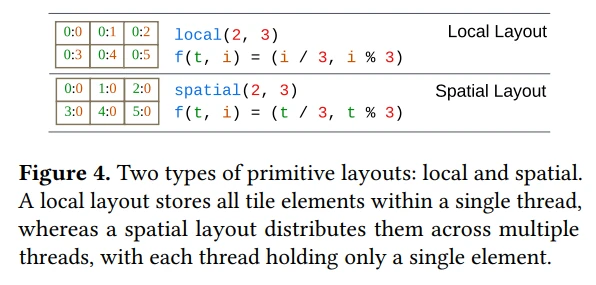 0:0 0:1 0:2 local(2, 3) Local Layout
0:3 0:4 0:5 f(t, i) = (i / 3, i % 3)
0:0 1:0 2:0 spatial(2, 3) Spatial Layout
3:0 4:0 5:0 f(t, i) = (t / 3, t % 3)
Figure 4. Two types of primitive layouts: local and spatial.
A local layout stores all tile elements within a single thread,
whereas a spatial layout distributes them across multiple
threads, with each thread holding only a single element.